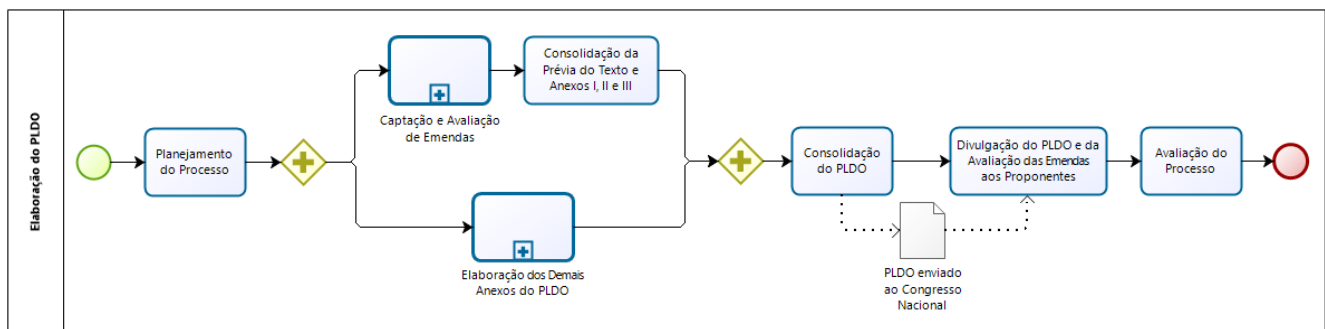 Elaboração do PLDO
Planejamento
do Processo
Captação e Avaliação
de Emendas
Consolidação da
Prévia do Texto e
Anexos I, II e III
Elaboração dos Demais
Anexos do PLDO
Consolidação
do PLDO
PLDO enviado
ao Congresso
Nacional
Divulgação do PLDO e da
Avaliação das Emendas
aos Proponentes
Avaliação do
Processo